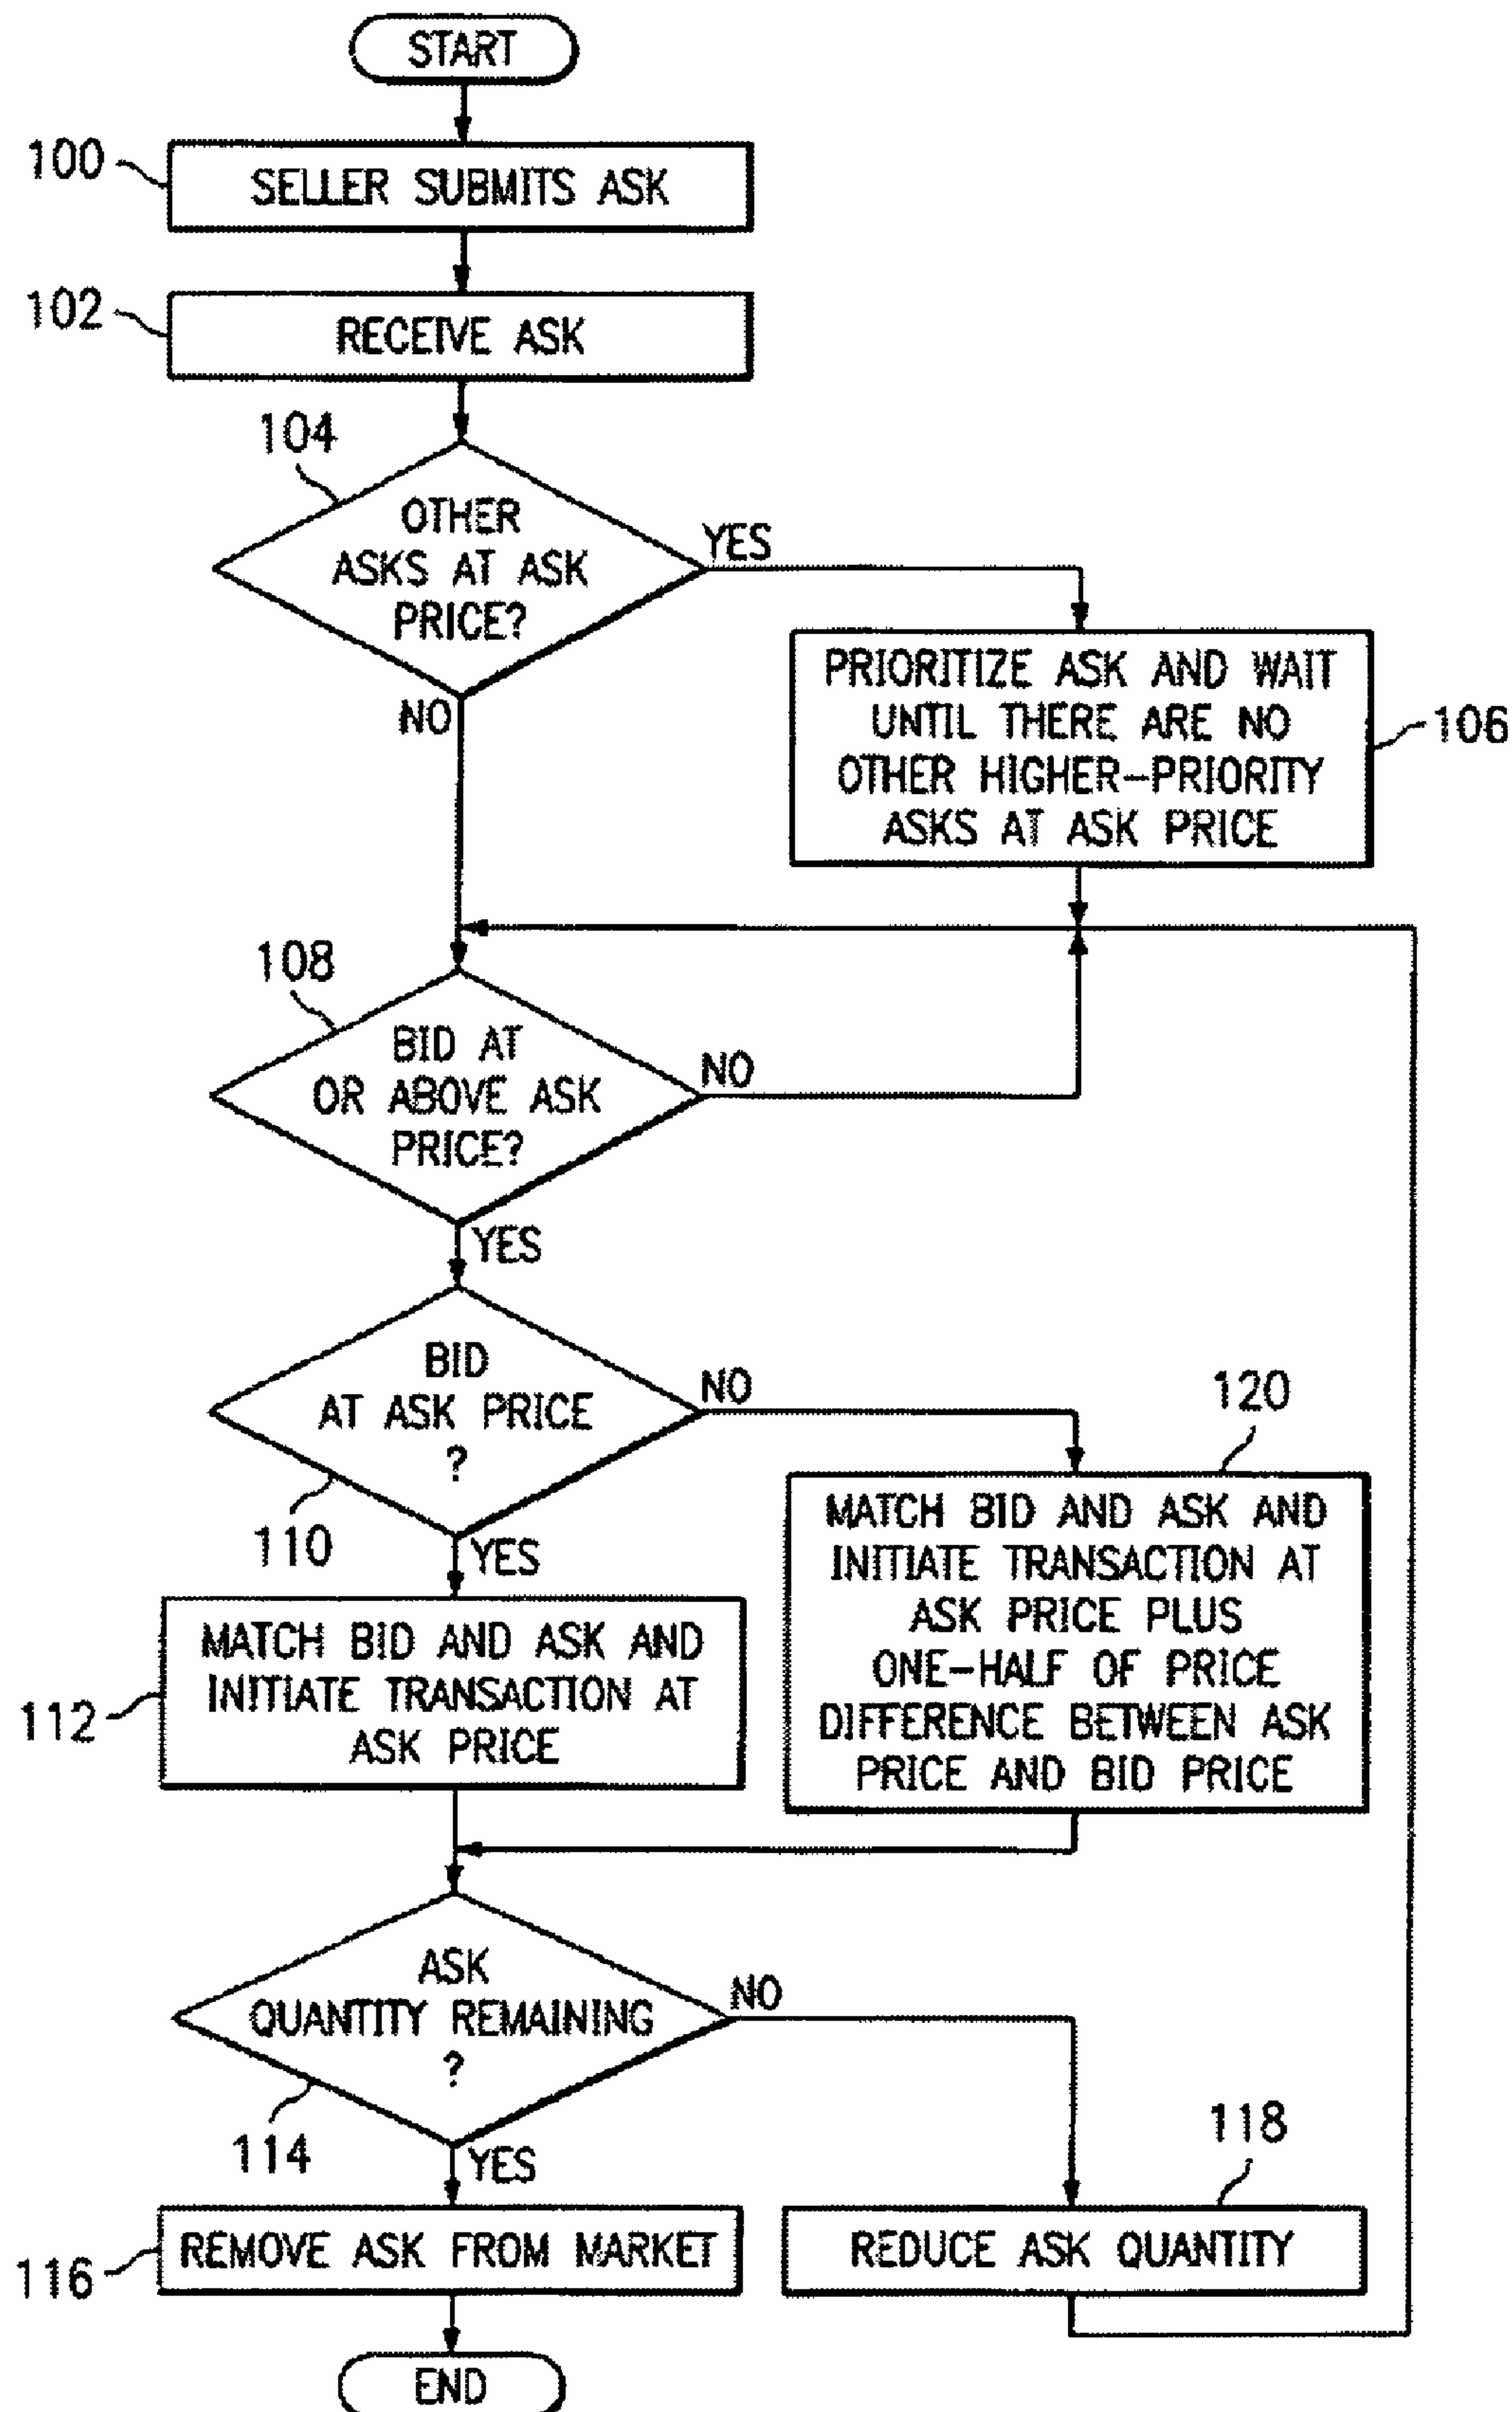 START
100
SELLER SUBMITS ASK
102
RECEIVE ASK
104
OTHER
ASKS AT ASK
PRICE?
YES
NO
PRIORITIZE ASK AND WAIT
UNTIL THERE ARE NO
OTHER HIGHER-PRIORITY
ASKS AT ASK PRICE
106
108
BID AT
OR ABOVE ASK
PRICE?
NO
YES
BID
AT ASK PRICE
?
NO
110
YES
120
MATCH BID AND ASK AND
INITIATE TRANSACTION AT
ASK PRICE PLUS
ONE-HALF OF PRICE
DIFFERENCE BETWEEN ASK
PRICE AND BID PRICE
112
MATCH BID AND ASK AND
INITIATE TRANSACTION AT
ASK PRICE
ASK
QUANTITY REMAINING
?
NO
114
YES
118
116
REMOVE ASK FROM MARKET
REDUCE ASK QUANTITY
END